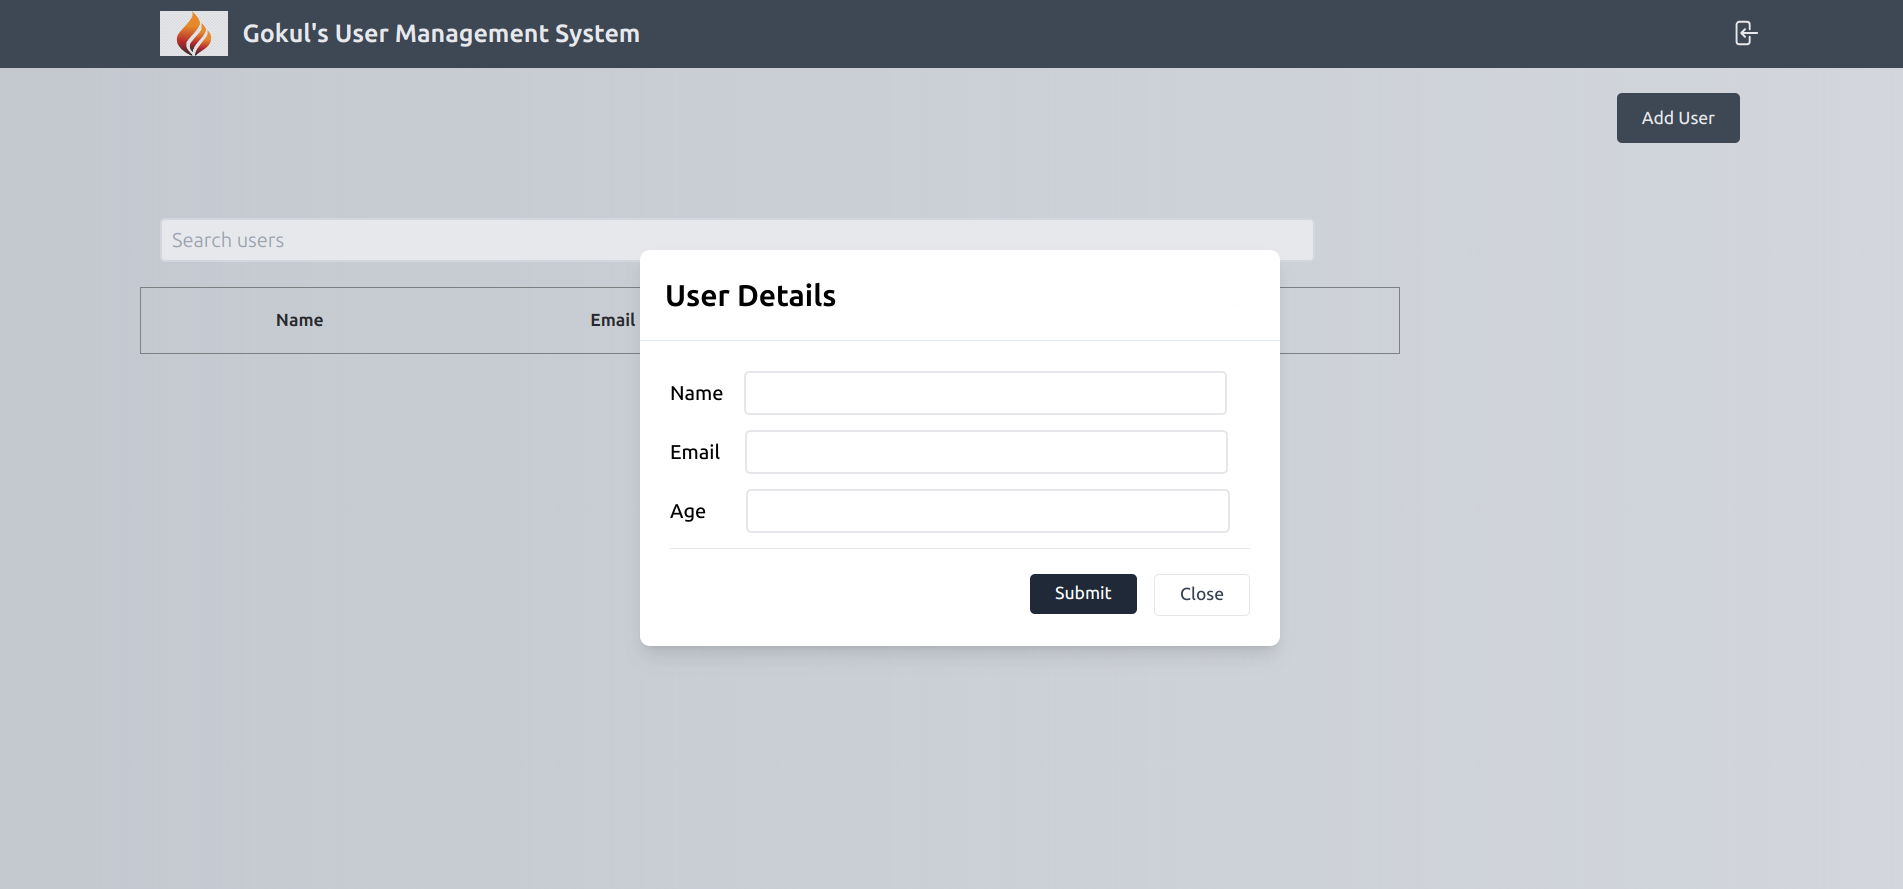 Gokul's User Management System
Add User
Search users
Name Email
User Details
Name
Email
Age
Submit Close